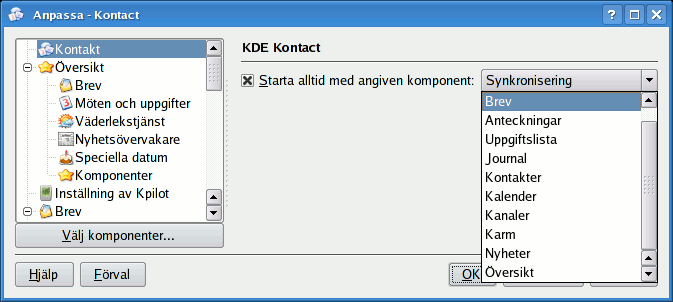 Anpassa - Kontact
Kontakt
Översikt
Brev
Möten och uppgifter
Väderlekstjänst
Nyhetsövervakare
Speciella datum
Komponenter
Inställning av Kpilot
Brev
Välj komponenter...
KDE Kontact
Starta alltid med angiven komponent: Synkronisering
Brev
Anteckningar
Uppgiftslista
Journal
Kontakter
Kalender
Kanaler
Karm
Nyheter
Översikt
Hjälp
Förval
OK